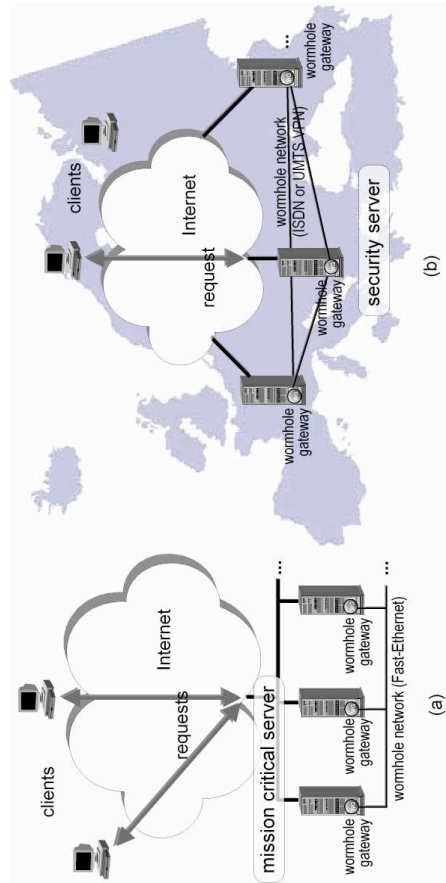 clients
Internet
requests
mission critical server
...
wormhole
gateway
wormhole
gateway
wormhole
gateway
wormhole network (Fast-Ethernet)
...
(a)
clients
Internet
request
...
wormhole
gateway
wormhole network
(ISDN or UMTS VPN)
wormhole
gateway
wormhole
gateway
security server
(b)